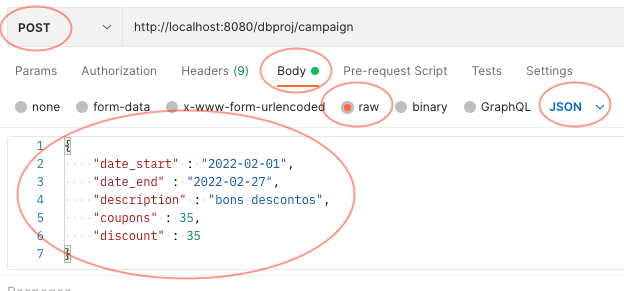 POST http://localhost:8080/dbproj/campaign
Params Authorization Headers (9) Body Pre-request Script Tests Settings
none form-data x-www-form-urlencoded raw binary GraphQL JSON
1 {
2 "date_start" : "2022-02-01",
3 "date_end" : "2022-02-27",
4 "description" : "bons descontos",
5 "coupons" : 35,
6 "discount" : 35
7 }
Response